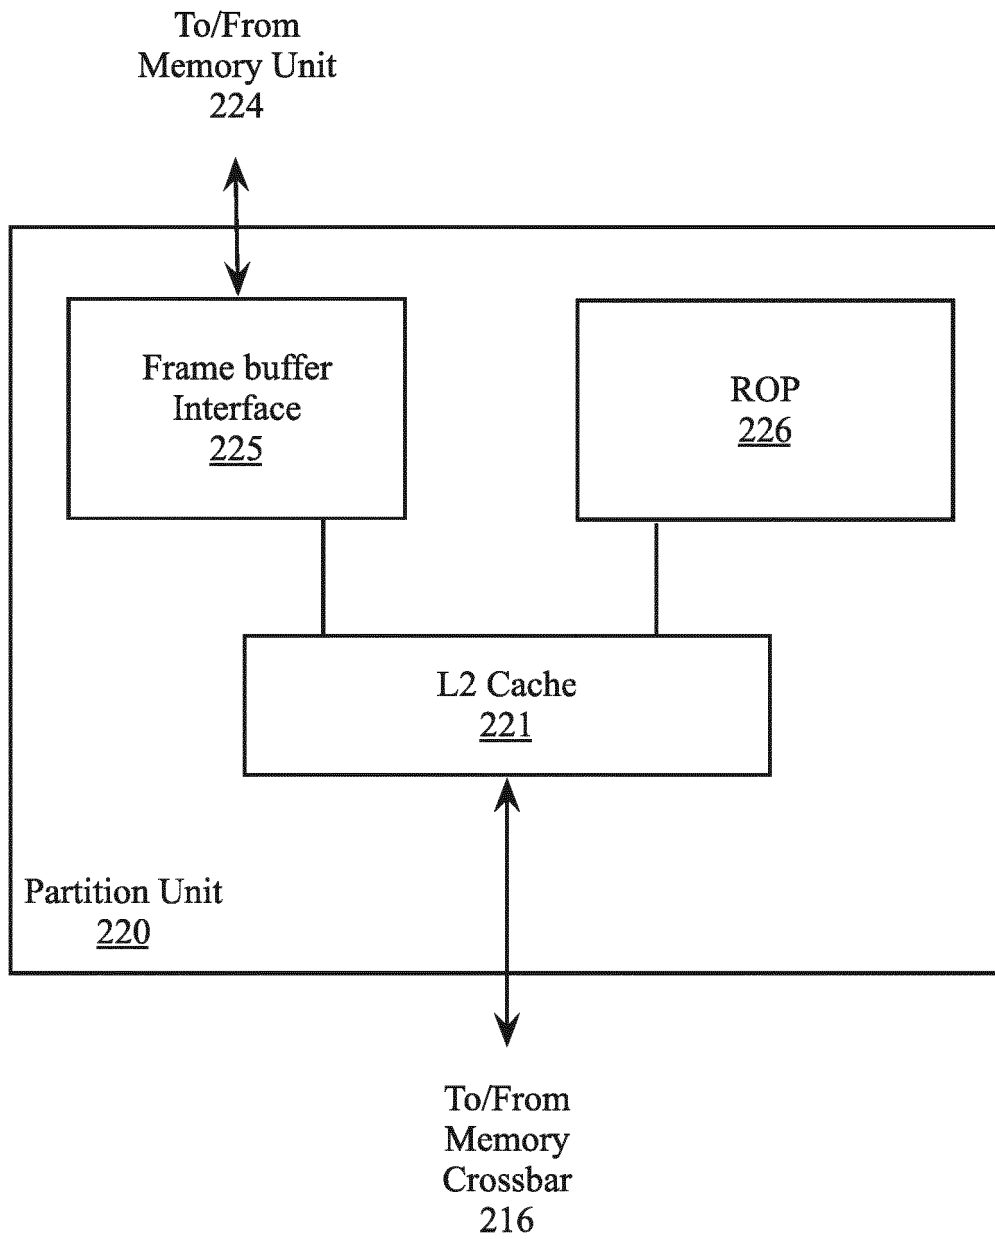 To/From
Memory Unit
224
Frame buffer
Interface
225
ROP
226
L2 Cache
221
Partition Unit
220
To/From
Memory
Crossbar
216